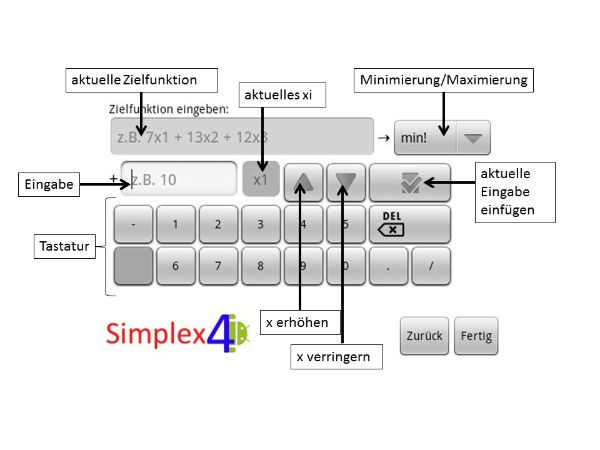 aktuelle Zielfunktion
aktuelles xi
Minimierung/Maximierung
Zielfunktion eingeben:
z.B. 7x1 + 13x2 + 12x3
→ min!
Eingabe
+ z.B. 10
x1
aktuelle
Eingabe
einfügen
Tastatur
- 1 2 3 4 5 DEL
6 7 8 9 0 . /
x erhöhen
x verringern
Simplex4
Zurück Fertig